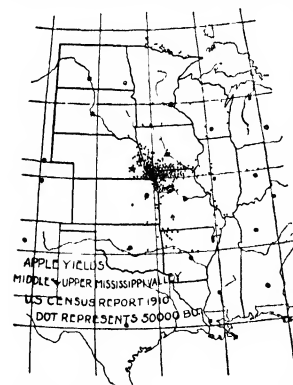 APPLE YIELDS
MIDDLE & UPPER MISSISSIPPI VALLEY
U S CENSUS REPORT 1910
DOT REPRESENTS 50000 BU